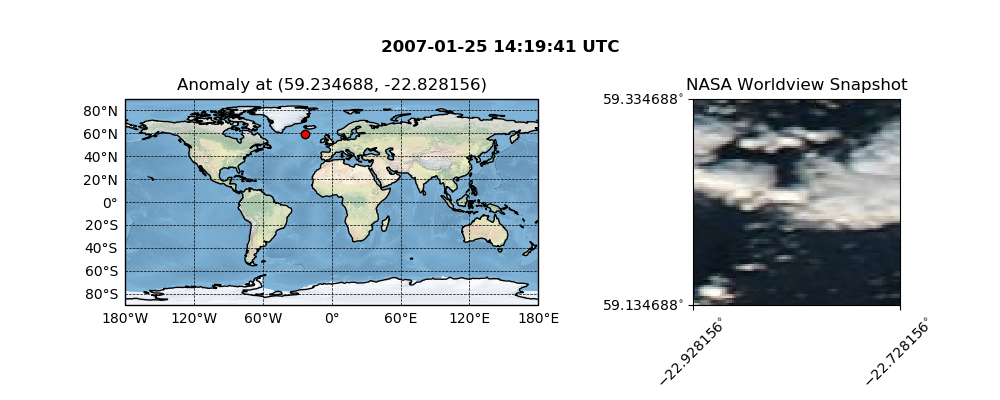 2007-01-25 14:19:41 UTC
Anomaly at (59.234688, -22.828156)
NASA Worldview Snapshot
80°N
60°N
40°N
20°N
0°
20°S
40°S
60°S
80°S
180°W 120°W 60°W 0° 60°E 120°E 180°E
59.334688°
59.134688°
−22.928156°
−22.728156°